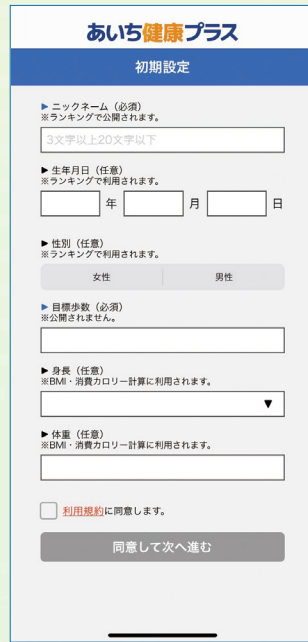 あいち健康プラス
初期設定
▶ ニックネーム（必須）
※ランキングで公開されます。
3文字以上20文字以下
▶ 生年月日（任意）
※ランキングで利用されます。
年 月 日
▶ 性別（任意）
※ランキングで利用されます。
女性 男性
▶ 目標歩数（必須）
※公開されません。
▶ 身長（任意）
※BMI・消費カロリー計算に利用されます。
▼
▶ 体重（任意）
※BMI・消費カロリー計算に利用されます。
利用規約に同意します。
同意して次へ進む